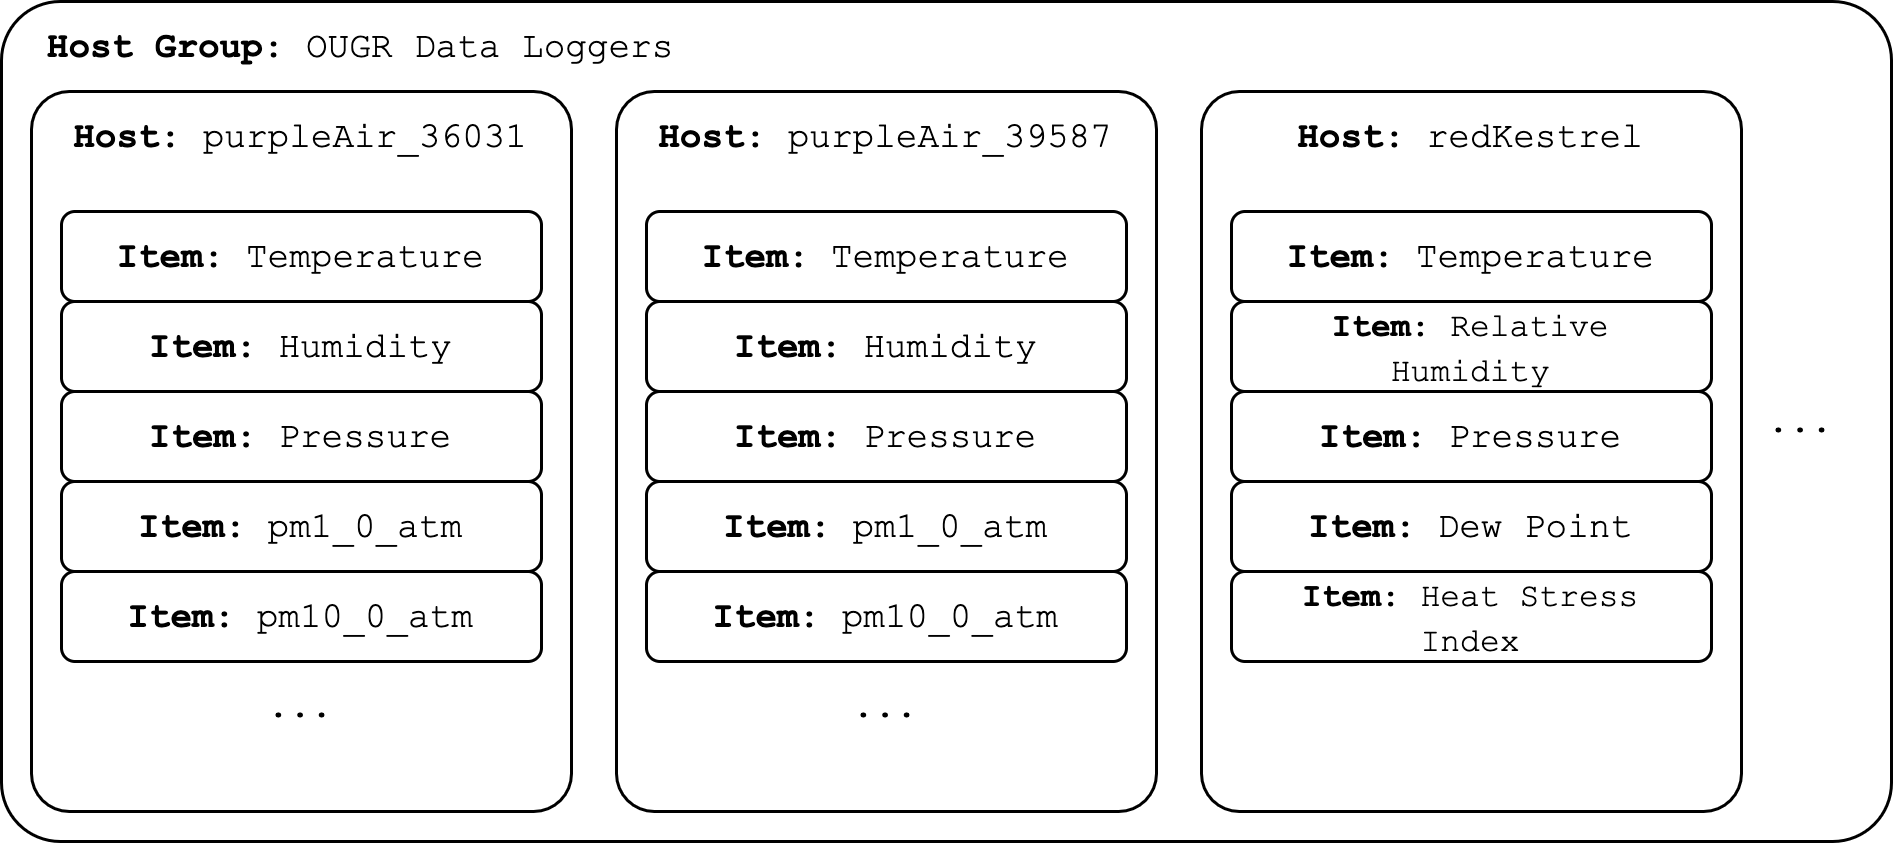 Host Group: OUGR Data Loggers
Host: purpleAir_36031
Item: Temperature
Item: Humidity
Item: Pressure
Item: pm1_0_atm
Item: pm10_0_atm
...
Host: purpleAir_39587
Item: Temperature
Item: Humidity
Item: Pressure
Item: pm1_0_atm
Item: pm10_0_atm
...
Host: redKestrel
Item: Temperature
Item: Relative
Humidity
Item: Pressure
Item: Dew Point
Item: Heat Stress
Index
...